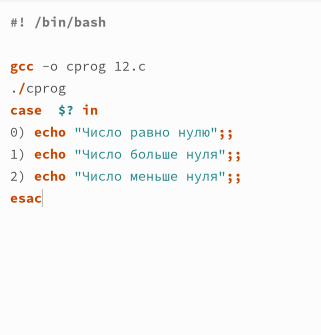 #! /bin/bash
gcc -o cprog 12.c
./cprog
case $? in
0) echo "Число равно нулю";;
1) echo "Число больше нуля";;
2) echo "Число меньше нуля";;
esac